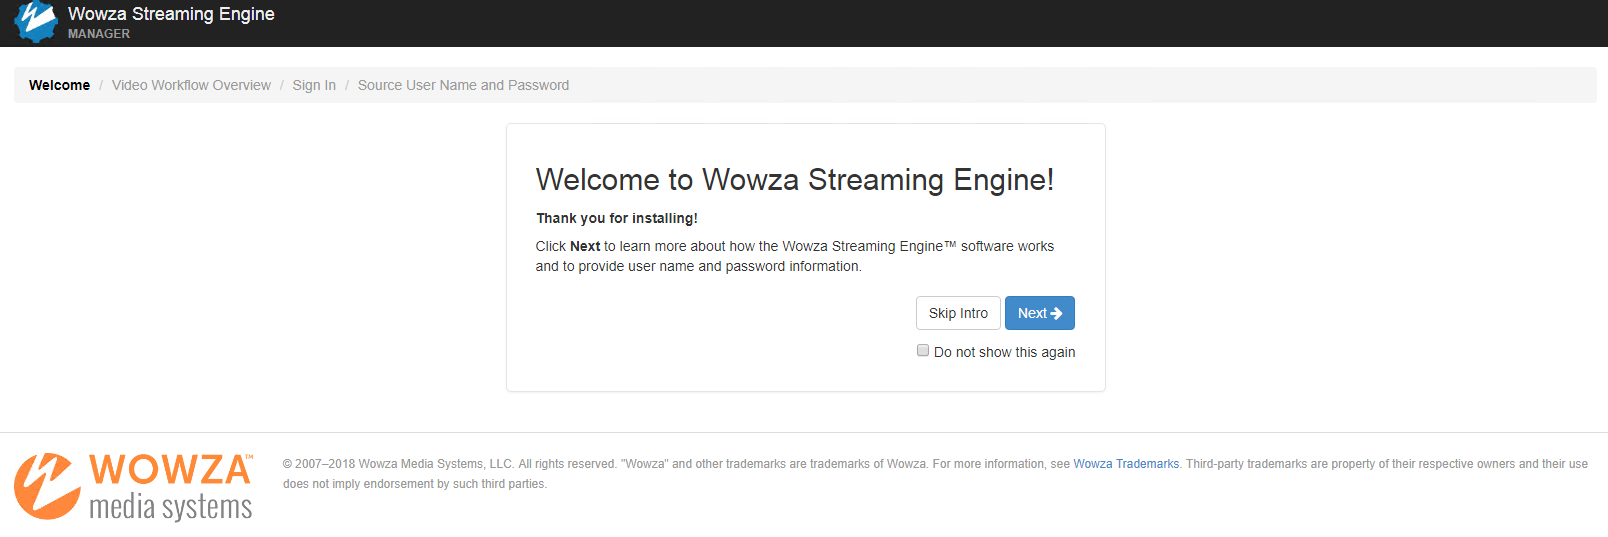 Wowza Streaming Engine
MANAGER
Welcome / Video Workflow Overview / Sign In / Source User Name and Password
Welcome to Wowza Streaming Engine!
Thank you for installing!
Click Next to learn more about how the Wowza Streaming Engine™ software works
and to provide user name and password information.
Skip Intro Next
Do not show this again
WOWZA™
media systems
© 2007–2018 Wowza Media Systems, LLC. All rights reserved. "Wowza" and other trademarks are trademarks of Wowza. For more information, see Wowza Trademarks. Third-party trademarks are property of their respective owners and their use
does not imply endorsement by such third parties.